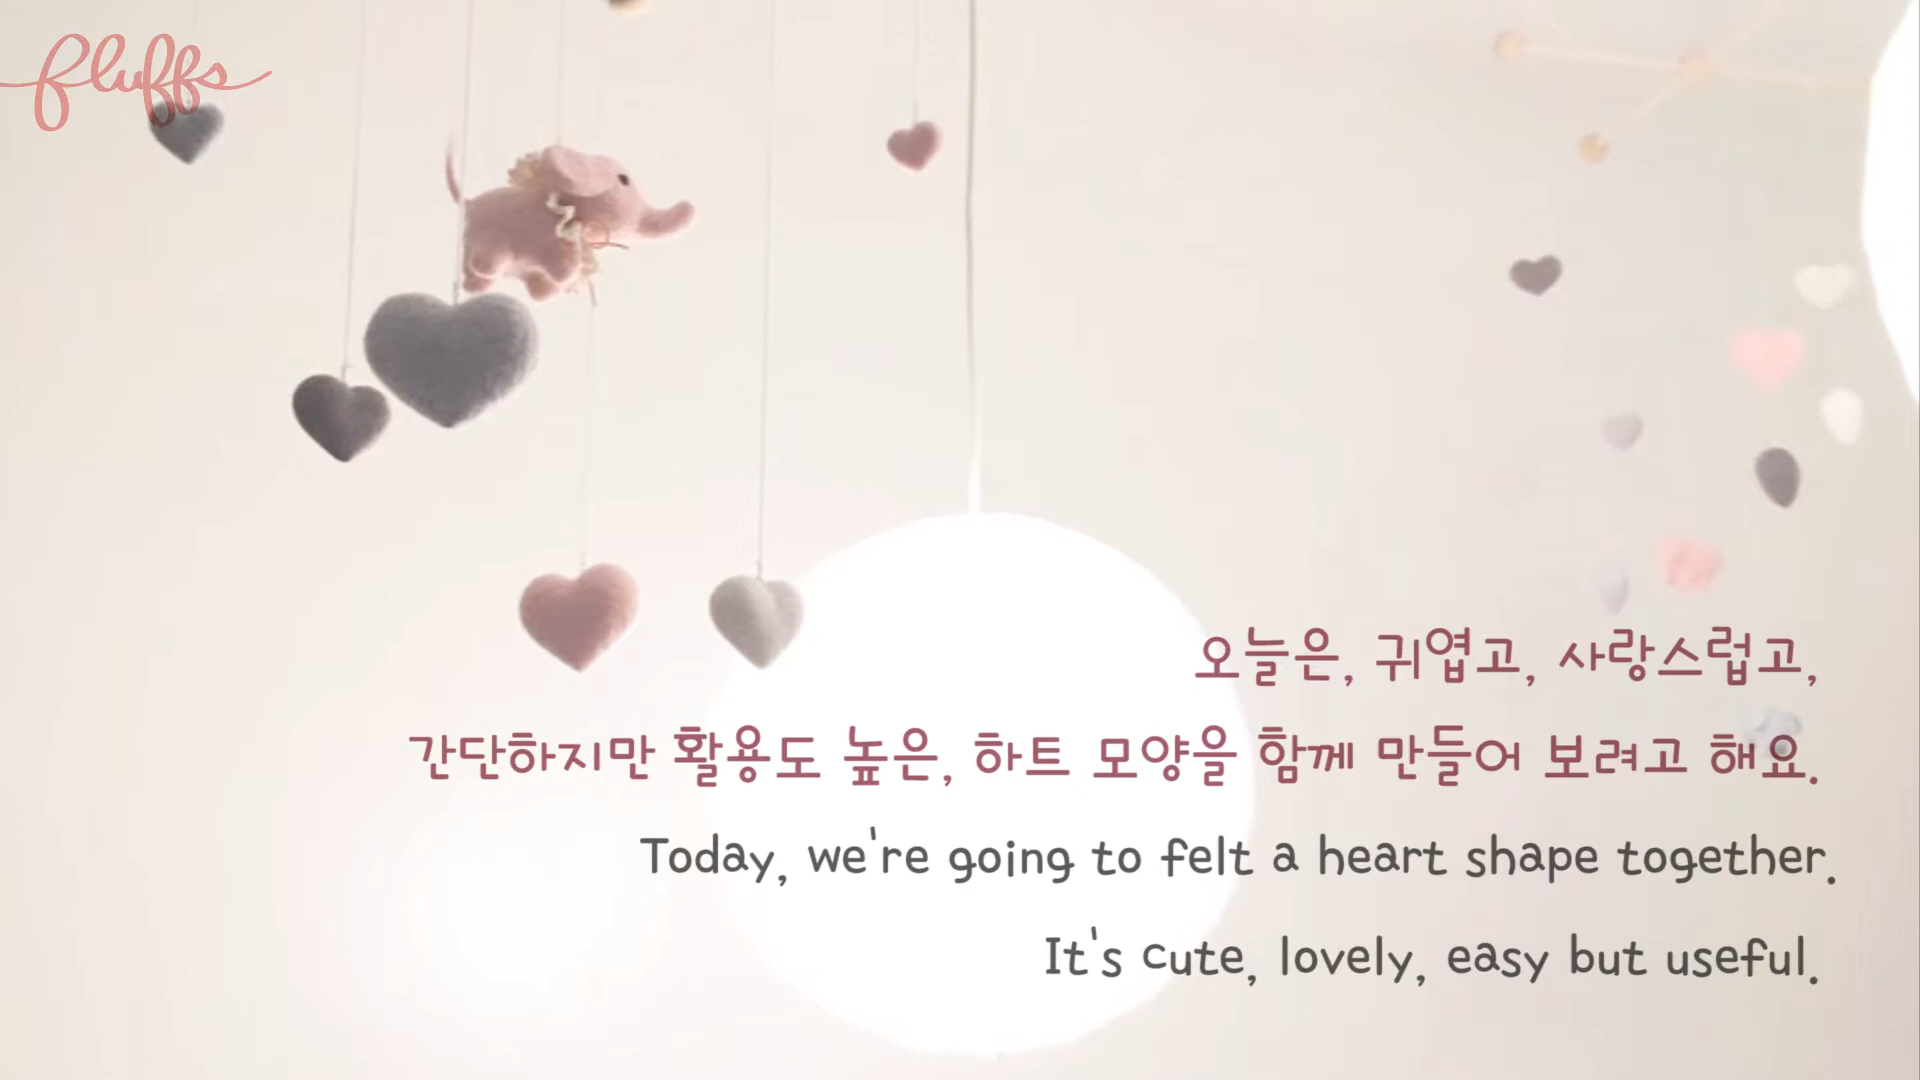 fluffs
오늘은, 귀엽고, 사랑스럽고,
간단하지만 활용도 높은, 하트 모양을 함께 만들어 보려고 해요.
Today, we're going to felt a heart shape together.
It's cute, lovely, easy but useful.